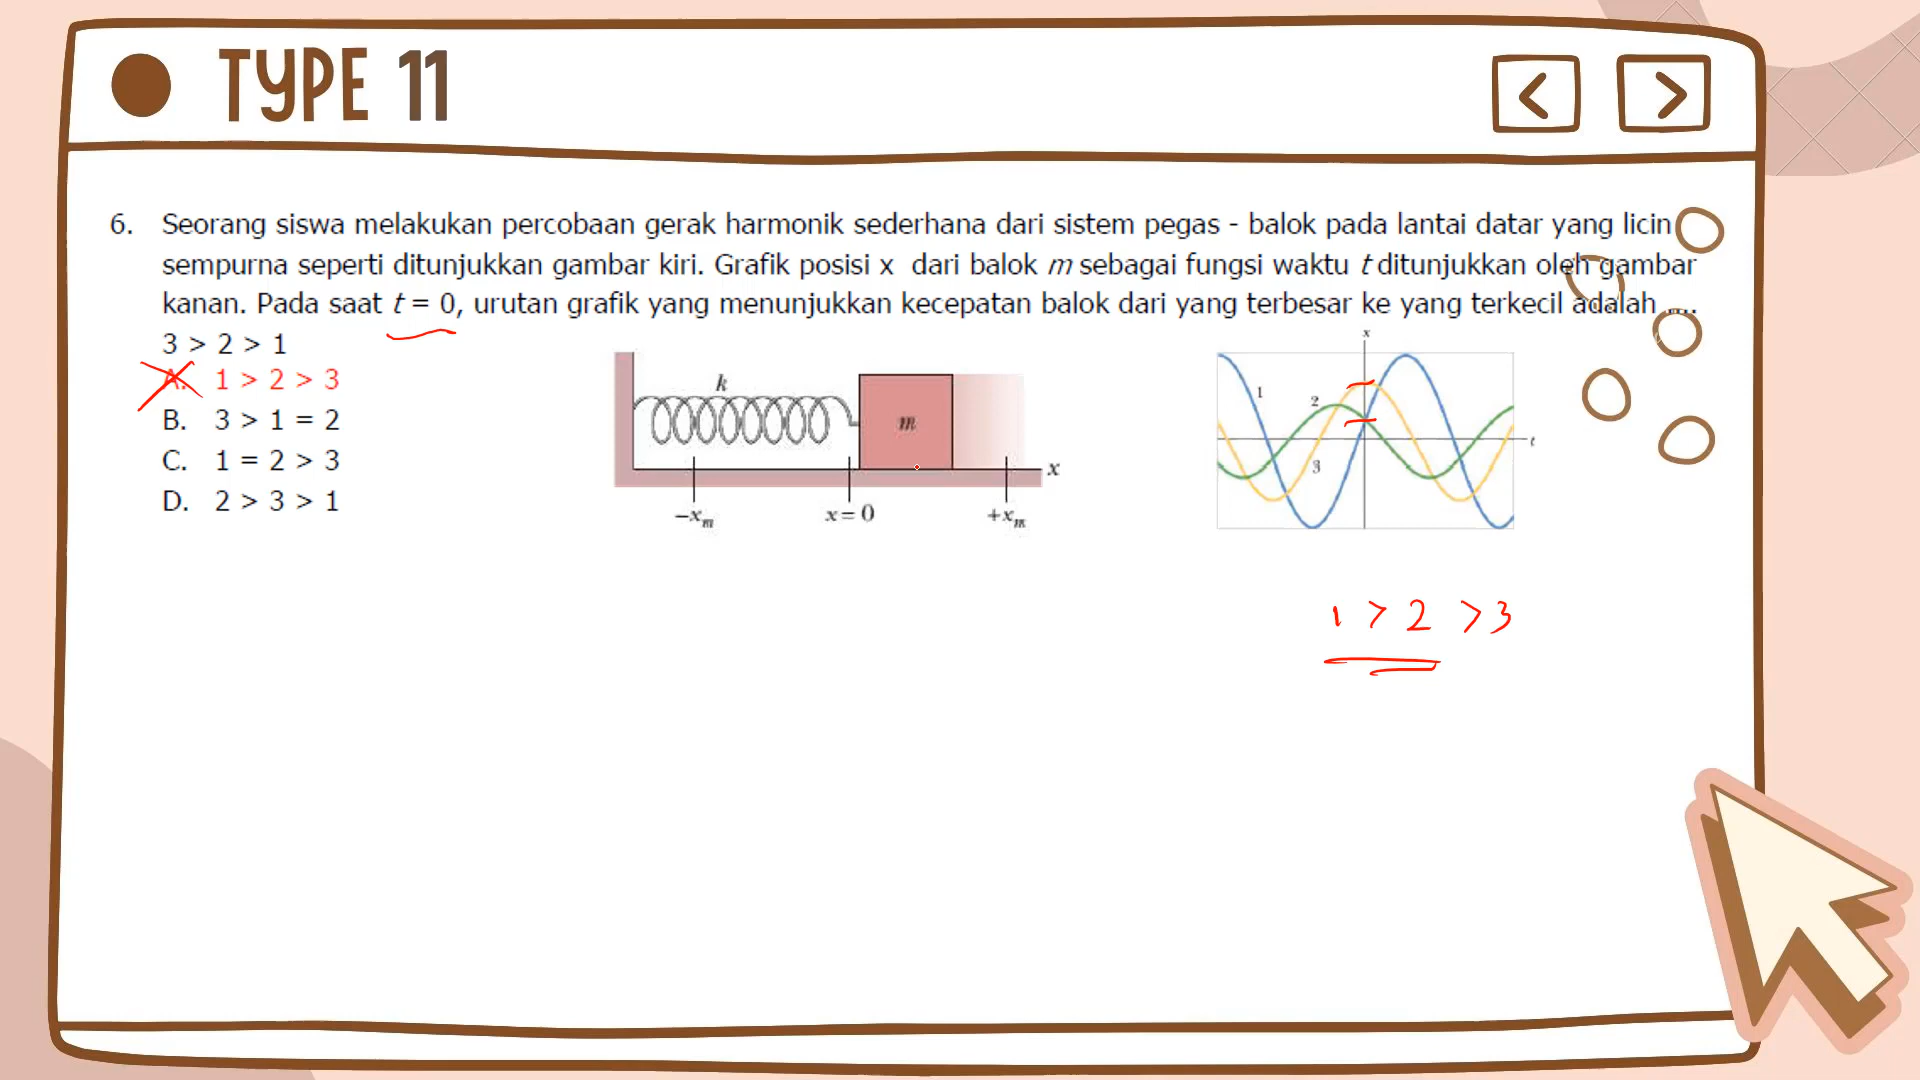 TYPE 11
6. Seorang siswa melakukan percobaan gerak harmonik sederhana dari sistem pegas - balok pada lantai datar yang licin
sempurna seperti ditunjukkan gambar kiri. Grafik posisi x dari balok m sebagai fungsi waktu t ditunjukkan oleh gambar
kanan. Pada saat t = 0, urutan grafik yang menunjukkan kecepatan balok dari yang terbesar ke yang terkecil adalah ....
3 > 2 > 1
A. 1 > 2 > 3
B. 3 > 1 = 2
C. 1 = 2 > 3
D. 2 > 3 > 1
k
m
x
−xm
x = 0
+xm
x
1
2
3
t
1 > 2 > 3